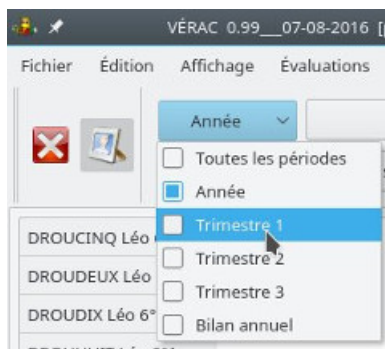 VÉRAC 0.99__07-08-2016 [
Fichier Édition Affichage Évaluations
Année
Toutes les périodes
Année
Trimestre 1
Trimestre 2
Trimestre 3
Bilan annuel
DROUCINQ Léo
DROUDEUX Léo
DROUDIX Léo 6°